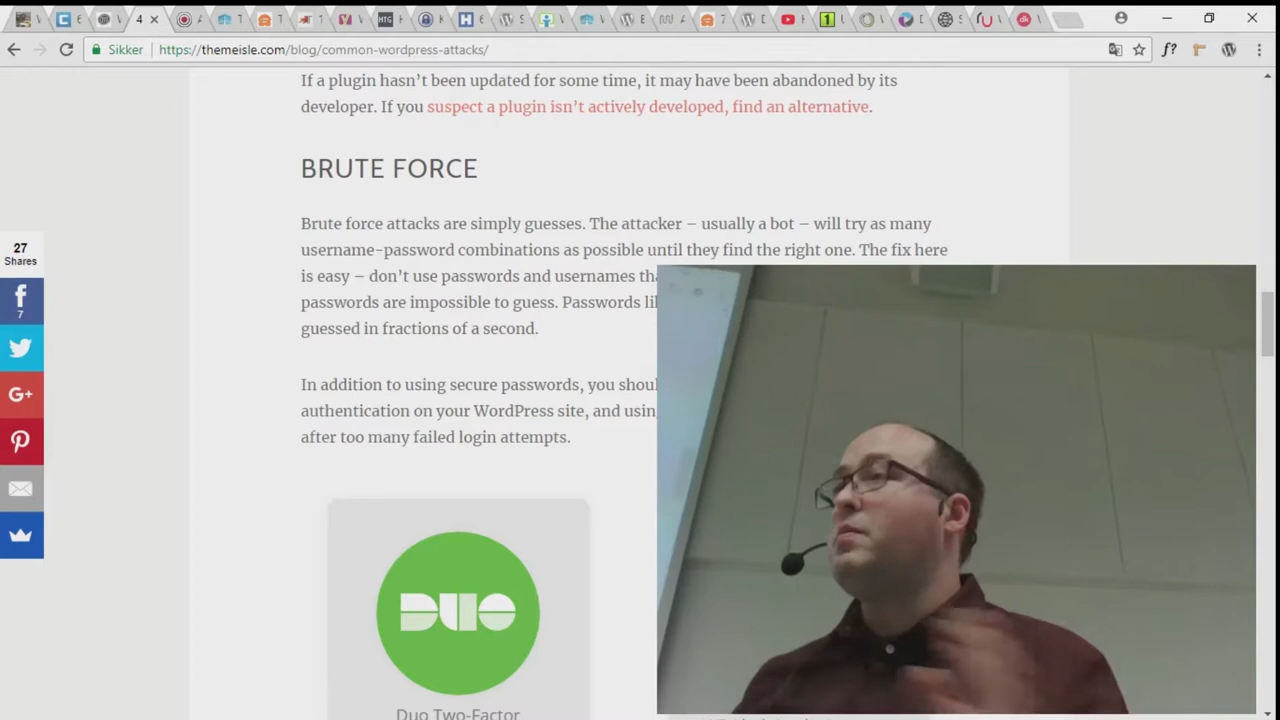 4
Sikker
https://themeisle.com/blog/common-wordpress-attacks/
If a plugin hasn't been updated for some time, it may have been abandoned by its
developer. If you suspect a plugin isn't actively developed, find an alternative.
BRUTE FORCE
Brute force attacks are simply guesses. The attacker – usually a bot – will try as many
username-password combinations as possible until they find the right one. The fix here
is easy – don't use passwords and usernames
passwords are impossible to guess. Passwords
guessed in fractions of a second.
In addition to using secure passwords, you
authentication on your WordPress site, and
after too many failed login attempts.
27
Shares
7
DUO
Duo Two-Factor